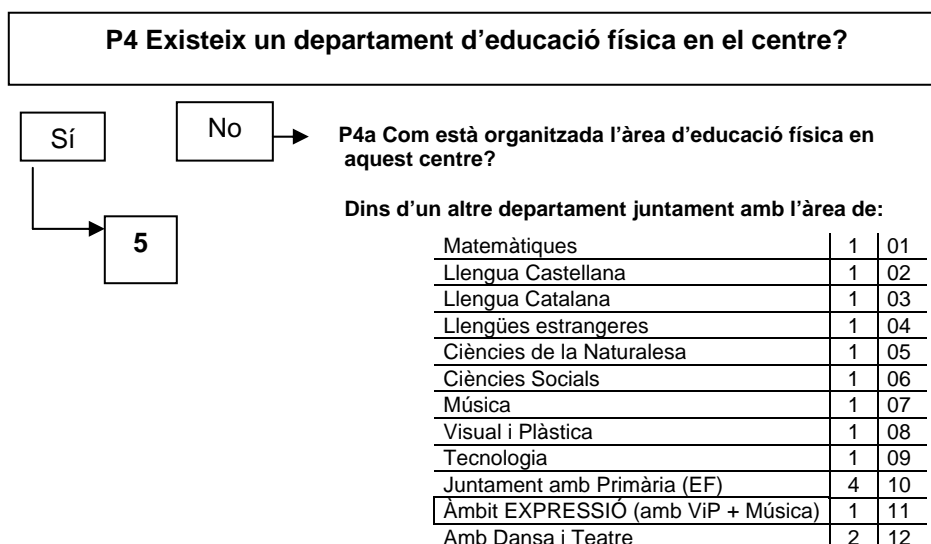 P4 Existeix un departament d’educació física en el centre?
Sí
No
P4a Com està organitzada l’àrea d’educació física en
aquest centre?
Dins d’un altre departament juntament amb l’àrea de:
5
Matemàtiques 1 01
Llengua Castellana 1 02
Llengua Catalana 1 03
Llengües estrangeres 1 04
Ciències de la Naturalesa 1 05
Ciències Socials 1 06
Música 1 07
Visual i Plàstica 1 08
Tecnologia 1 09
Juntament amb Primària (EF) 4 10
Àmbit EXPRESSIÓ (amb ViP + Música) 1 11
Amb Dansa i Teatre 2 12